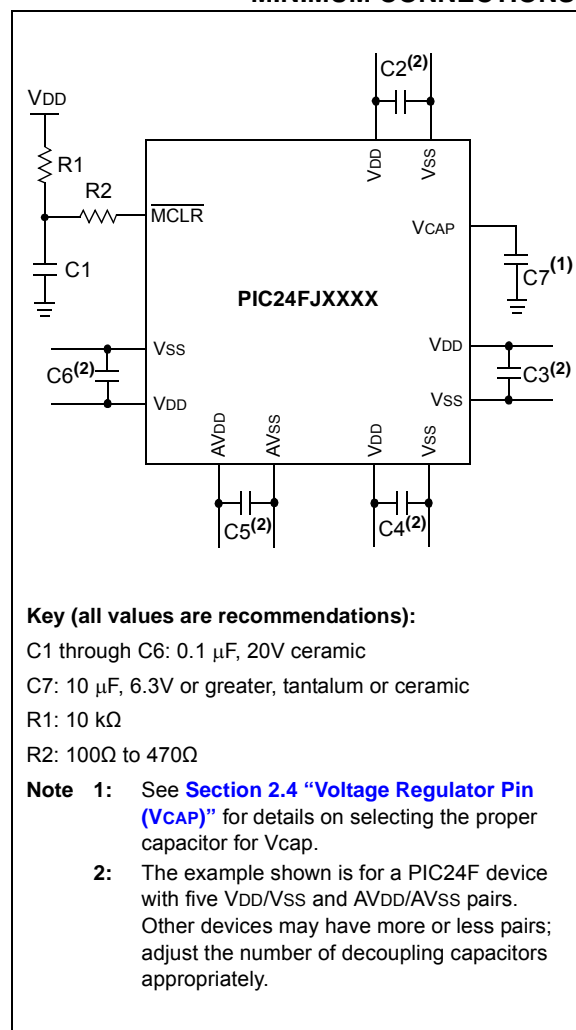 C2(2)
VDD
R1
R2
C1
MCLR
VDD
VSS
VCAP
C7(1)
PIC24FJXXXX
VSS
C6(2)
VDD
VDD
C3(2)
VSS
AVDD
AVSS
VDD
VSS
C5(2)
C4(2)
Key (all values are recommendations):
C1 through C6: 0.1 μF, 20V ceramic
C7: 10 μF, 6.3V or greater, tantalum or ceramic
R1: 10 kΩ
R2: 100Ω to 470Ω
Note 1: See Section 2.4 “Voltage Regulator Pin
(VCAP)” for details on selecting the proper
capacitor for Vcap.
2: The example shown is for a PIC24F device
with five VDD/VSS and AVDD/AVSS pairs.
Other devices may have more or less pairs;
adjust the number of decoupling capacitors
appropriately.